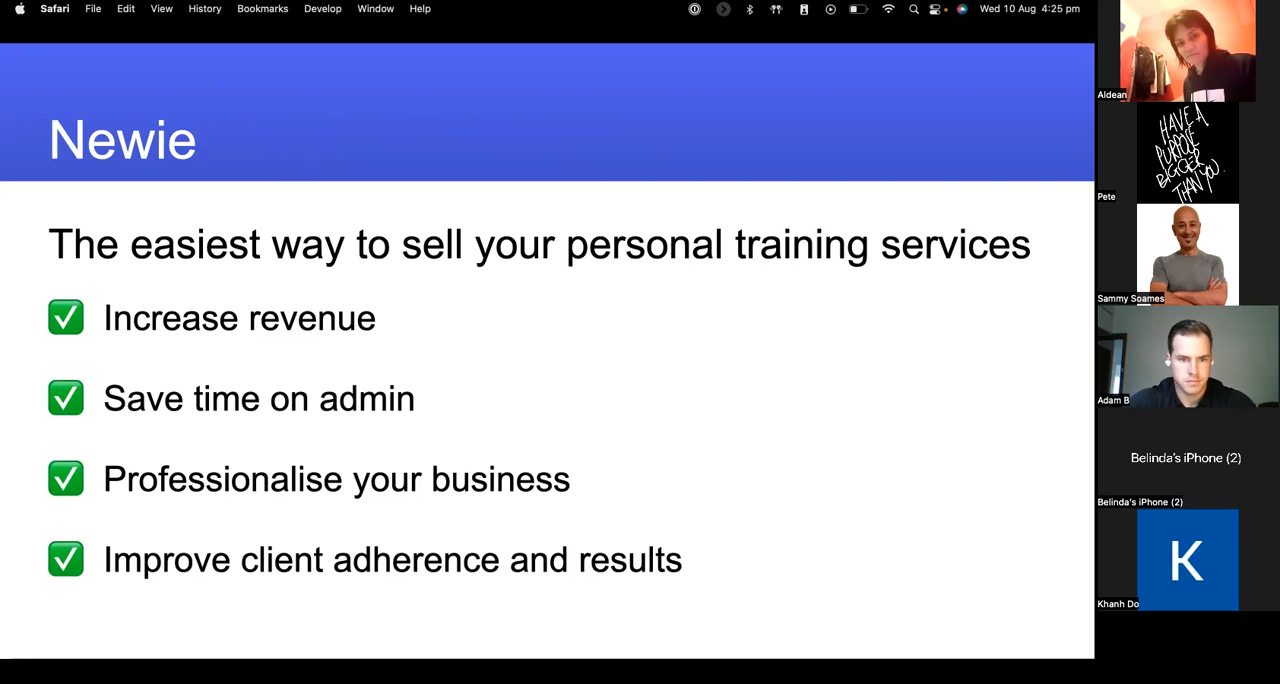 Safari File Edit View History Bookmarks Develop Window Help Wed 10 Aug 4:25 pm
Newie
The easiest way to sell your personal training services
✅ Increase revenue
✅ Save time on admin
✅ Professionalise your business
✅ Improve client adherence and results
Aldean
HAVE A
PURPOSE
BIGGER
THAN YOU.
Pete
Sammy Soames
Adam B
Belinda's iPhone (2)
Belinda's iPhone (2)
K
Khanh Do